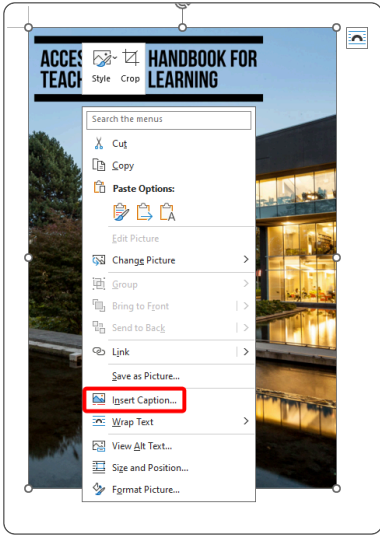 ACCES
HANDBOOK FOR
TEACH
LEARNING
Style
Crop
Search the menus
Cut
Copy
Paste Options:
Edit Picture
Change Picture
Group
Bring to Front
Send to Back
Link
Save as Picture...
Insert Caption...
Wrap Text
View Alt Text...
Size and Position...
Format Picture...